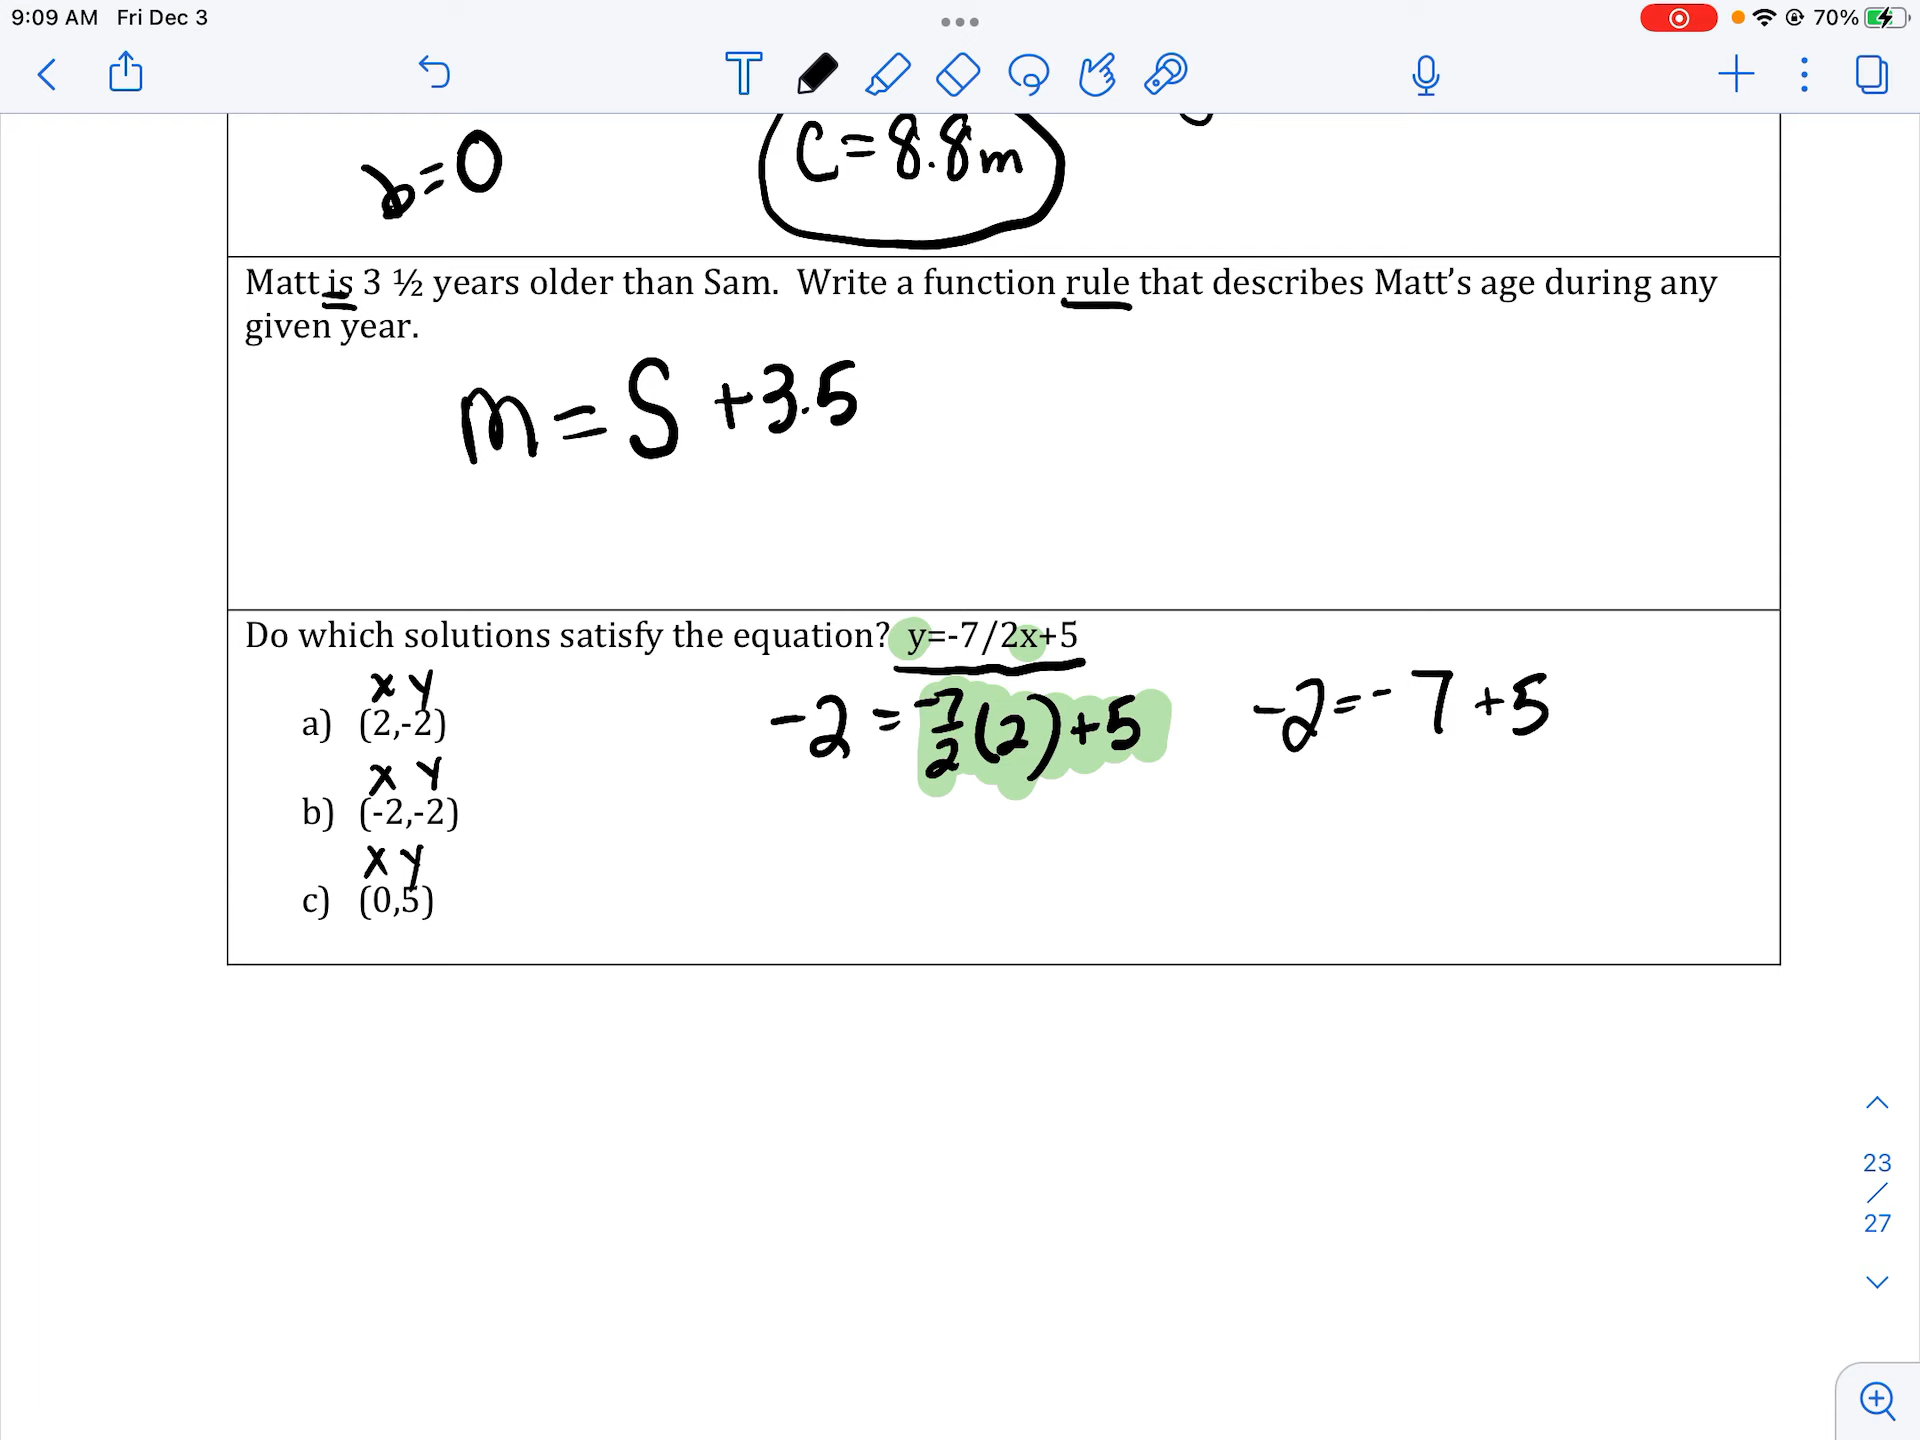 9:09 AM Fri Dec 3
70%
T
b=0
C=8.8m
Matt is 3 ½ years older than Sam. Write a function rule that describes Matt's age during any
given year.
m=S+3.5
Do which solutions satisfy the equation? y=-7/2x+5
x y
a) (2,-2)
-2=-7/2(2)+5
-2=-7+5
x y
b) (-2,-2)
x y
c) (0,5)
23
/
27